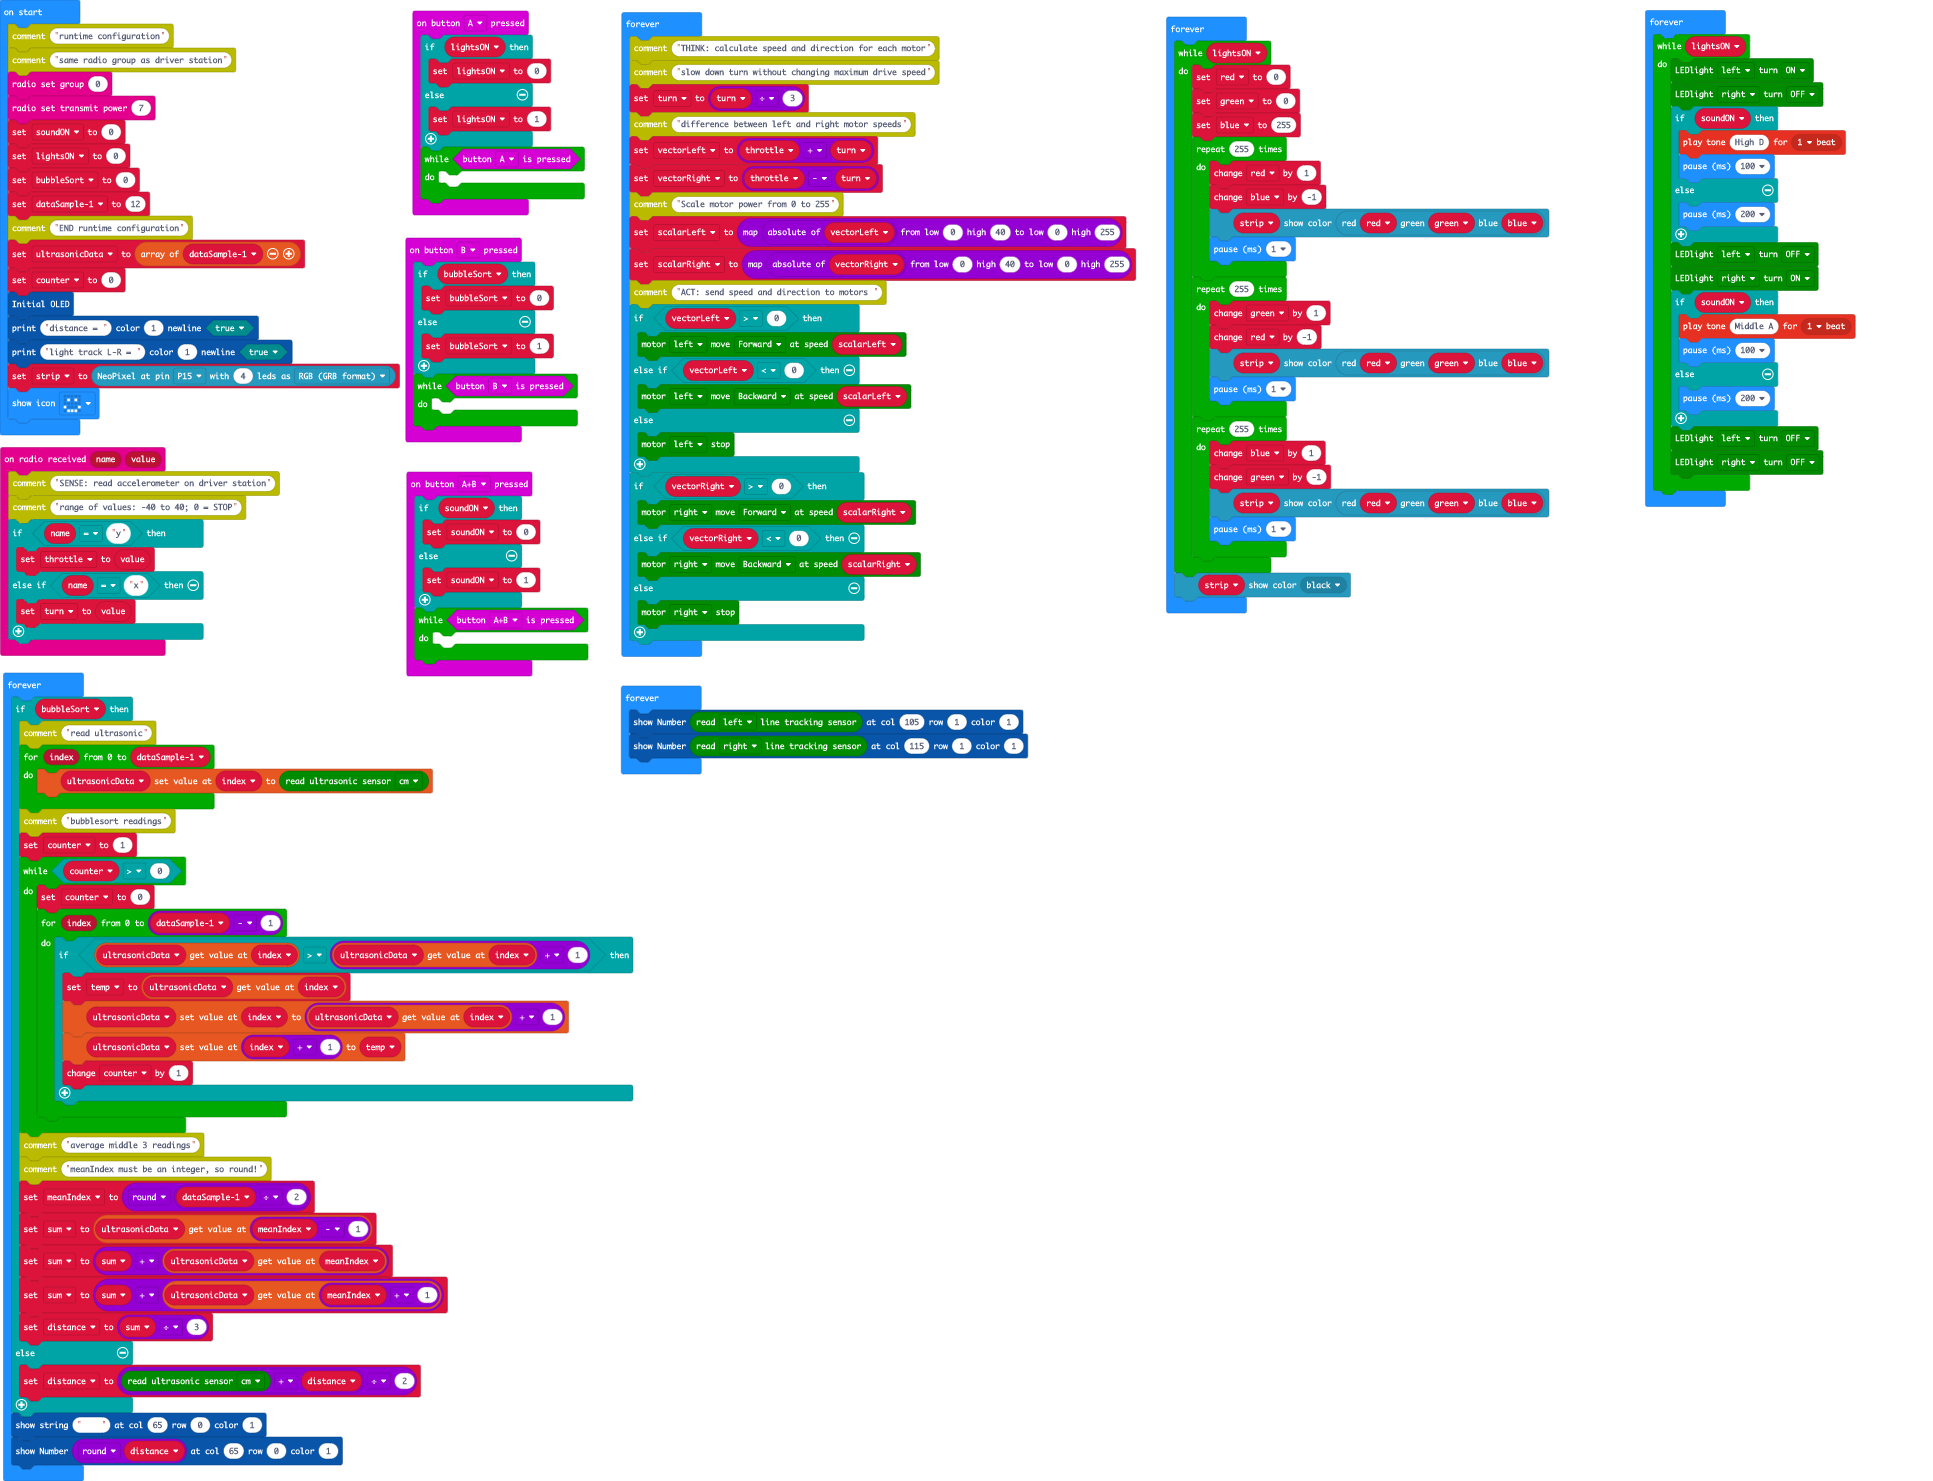 on start
comment "runtime configuration"
comment "same radio group as driver station"
radio set group 0
radio set transmit power 7
set soundON to 0
set lightsON to 0
set bubbleSort to 0
set dataSample-1 to 12
comment "END runtime configuration"
set ultrasonicData to array of dataSample-1
set counter to 0
Initial OLED
print "distance = " color 1 newline true
print "light track L-R = " color 1 newline true
set strip to NeoPixel at pin P15 with 4 leds as RGB (GRB format)
show icon
on radio received name value
comment "SENSE: read accelerometer on driver station"
comment "range of values: -40 to 40; 0 = STOP"
if name = "y" then
set throttle to value
else if name = "x" then
set turn to value
on button A pressed
if lightsON then
set lightsON to 0
else
set lightsON to 1
while button A is pressed
do
on button B pressed
if bubbleSort then
set bubbleSort to 0
else
set bubbleSort to 1
while button B is pressed
do
on button A+B pressed
if soundON then
set soundON to 0
else
set soundON to 1
while button A+B is pressed
do
forever
comment "THINK: calculate speed and direction for each motor"
comment "slow down turn without changing maximum drive speed"
set turn to turn ÷ 3
comment "difference between left and right motor speeds"
set vectorLeft to throttle + turn
set vectorRight to throttle - turn
comment "Scale motor power from 0 to 255"
set scalarLeft to map absolute of vectorLeft from low 0 high 40 to low 0 high 255
set scalarRight to map absolute of vectorRight from low 0 high 40 to low 0 high 255
comment "ACT: send speed and direction to motors "
if vectorLeft > 0 then
motor left move Forward at speed scalarLeft
else if vectorLeft < 0 then
motor left move Backward at speed scalarLeft
else
motor left stop
if vectorRight > 0 then
motor right move Forward at speed scalarRight
else if vectorRight < 0 then
motor right move Backward at speed scalarRight
else
motor right stop
forever
show Number read left line tracking sensor at col 105 row 1 color 1
show Number read right line tracking sensor at col 115 row 1 color 1
forever
while lightsON
do
set red to 0
set green to 0
set blue to 255
repeat 255 times
do
change red by 1
change blue by -1
strip show color red red green green blue blue
pause (ms) 1
repeat 255 times
do
change green by 1
change red by -1
strip show color red red green green blue blue
pause (ms) 1
repeat 255 times
do
change blue by 1
change green by -1
strip show color red red green green blue blue
pause (ms) 1
strip show color black
forever
while lightsON
do
LEDlight left turn ON
LEDlight right turn OFF
if soundON then
play tone High D for 1 beat
pause (ms) 100
else
pause (ms) 200
LEDlight left turn OFF
LEDlight right turn ON
if soundON then
play tone Middle A for 1 beat
pause (ms) 100
else
pause (ms) 200
LEDlight left turn OFF
LEDlight right turn OFF
forever
if bubbleSort then
comment "read ultrasonic"
for index from 0 to dataSample-1
do
ultrasonicData set value at index to read ultrasonic sensor cm
comment "bubblesort readings"
set counter to 1
while counter > 0
do
set counter to 0
for index from 0 to dataSample-1 - 1
do
if ultrasonicData get value at index > ultrasonicData get value at index + 1 then
set temp to ultrasonicData get value at index
ultrasonicData set value at index to ultrasonicData get value at index + 1
ultrasonicData set value at index + 1 to temp
change counter by 1
comment "average middle 3 readings"
comment "meanIndex must be an integer, so round!"
set meanIndex to round dataSample-1 ÷ 2
set sum to ultrasonicData get value at meanIndex - 1
set sum to sum + ultrasonicData get value at meanIndex
set sum to sum + ultrasonicData get value at meanIndex + 1
set distance to sum ÷ 3
else
set distance to read ultrasonic sensor cm + distance ÷ 2
show string " " at col 65 row 0 color 1
show Number round distance at col 65 row 0 color 1